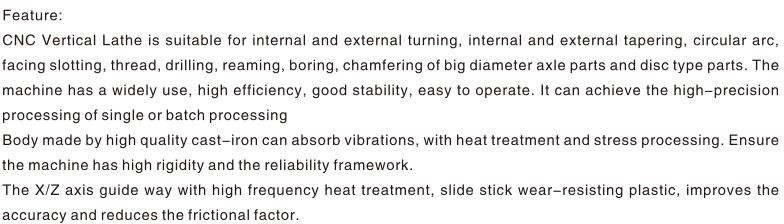 Feature:
CNC Vertical Lathe is suitable for internal and external turning, internal and external tapering, circular arc,
facing slotting, thread, drilling, reaming, boring, chamfering of big diameter axle parts and disc type parts. The
machine has a widely use, high efficiency, good stability, easy to operate. It can achieve the high–precision
processing of single or batch processing
Body made by high quality cast–iron can absorb vibrations, with heat treatment and stress processing. Ensure
the machine has high rigidity and the reliability framework.
The X/Z axis guide way with high frequency heat treatment, slide stick wear–resisting plastic, improves the
accuracy and reduces the frictional factor.